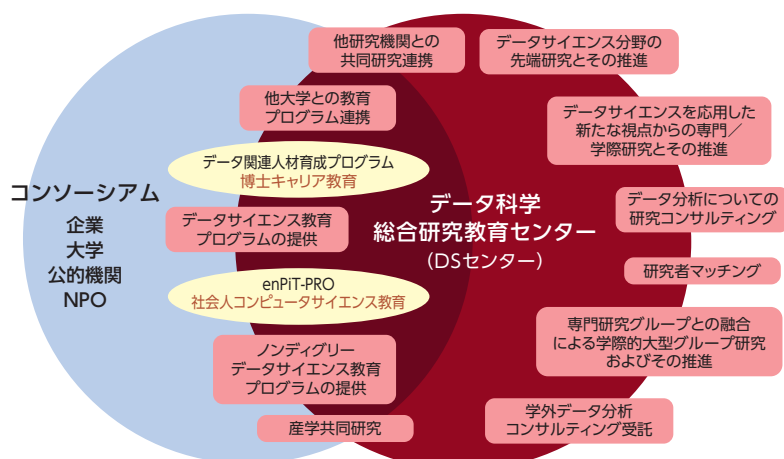 コンソーシアム
企業
大学
公的機関
NPO
他研究機関との
共同研究連携
他大学との教育
プログラム連携
データ関連人材育成プログラム
博士キャリア教育
データサイエンス教育
プログラムの提供
enPiT-PRO
社会人コンピュータサイエンス教育
ノンディグリー
データサイエンス教育
プログラムの提供
産学共同研究
データ科学
総合研究教育センター
(DSセンター)
データサイエンス分野の
先端研究とその推進
データサイエンスを応用した
新たな視点からの専門／
学際研究とその推進
データ分析についての
研究コンサルティング
研究者マッチング
専門研究グループとの融合
による学際的大型グループ研究
およびその推進
学外データ分析
コンサルティング受託